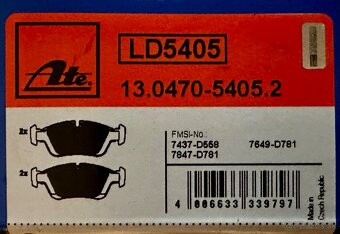 Ate
LD5405
13.0470-5405.2
2x
2x
FMSI-No.:
7437-D558 7649-D781
7847-D781
4 006633 339797
Made in
Czech Republic